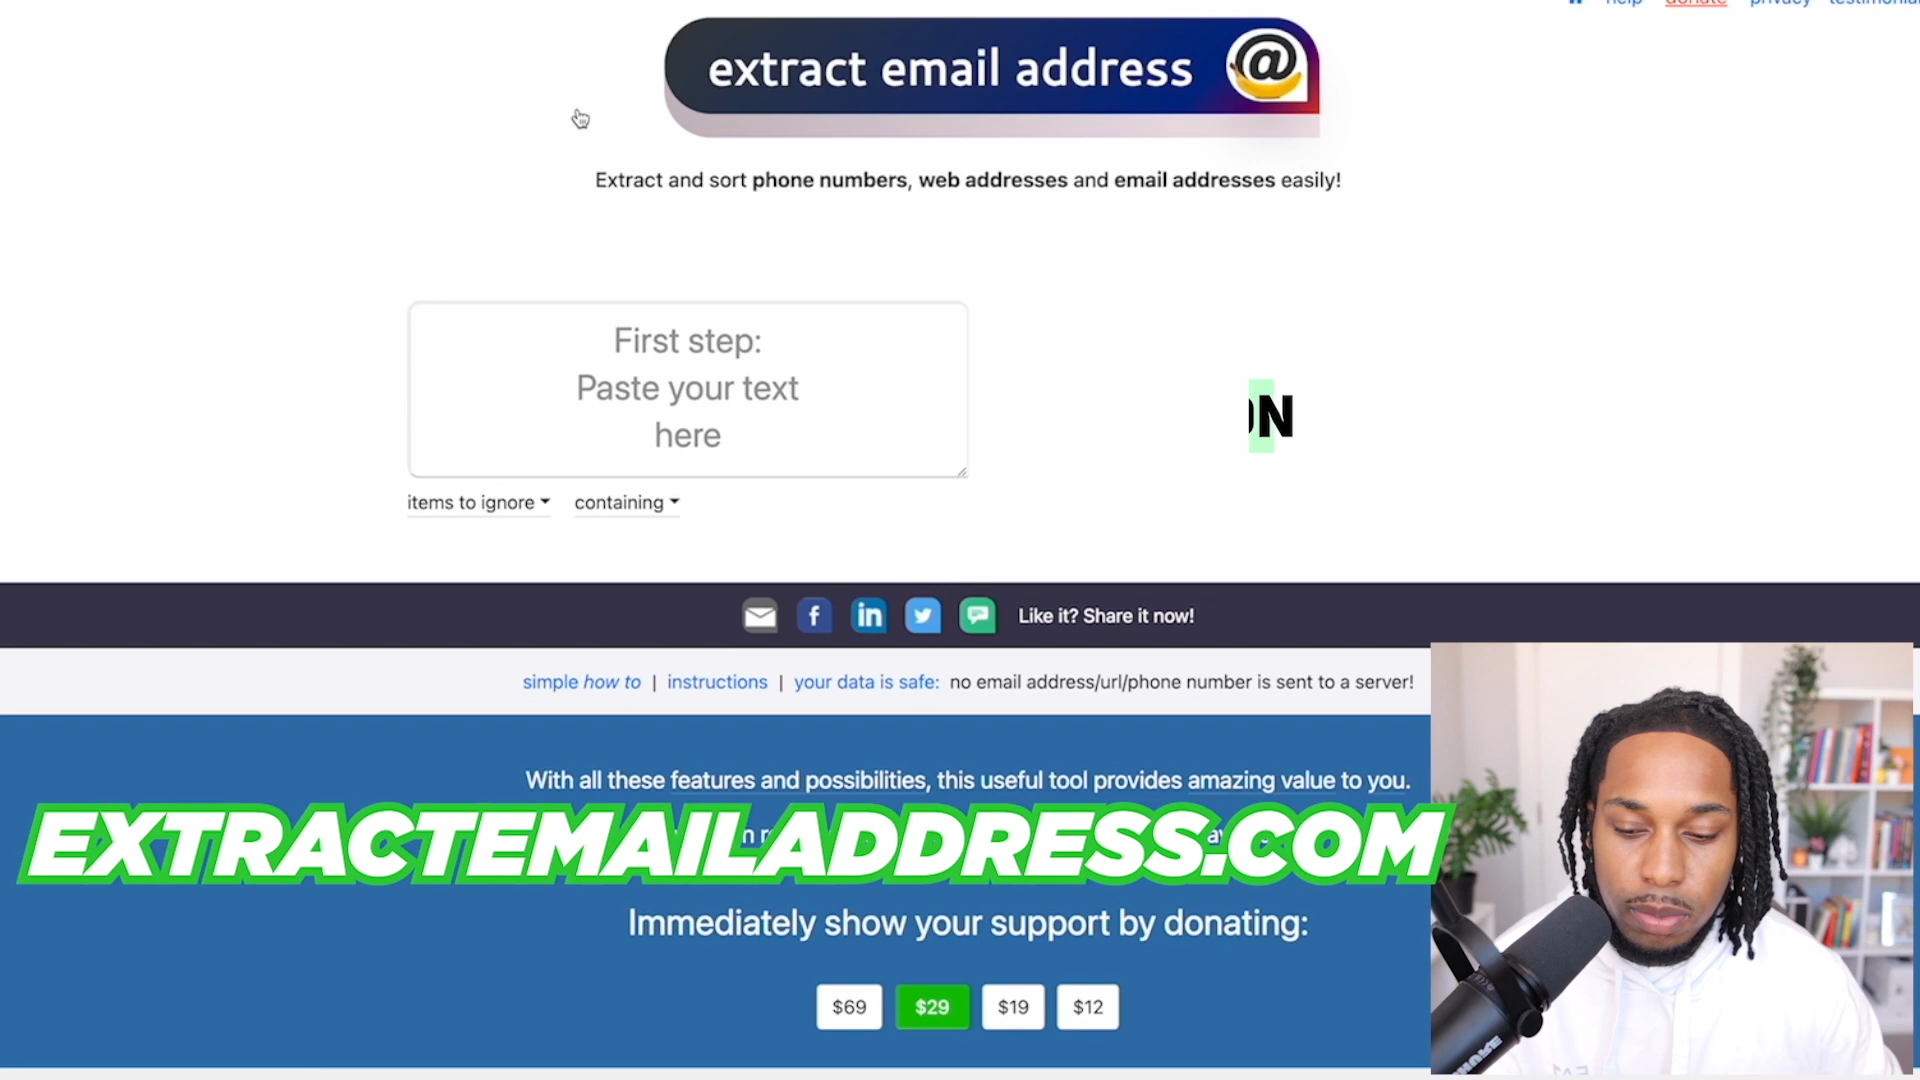 help donate privacy
extract email address @
Extract and sort phone numbers, web addresses and email addresses easily!
First step:
Paste your text
here
items to ignore
containing
Like it? Share it now!
simple how to | instructions | your data is safe: no email address/url/phone number is sent to a server!
With all these features and possibilities, this useful tool provides amazing value to you.
EXTRACTEMAILADDRESS.COM
Immediately show your support by donating:
$69 $29 $19 $12